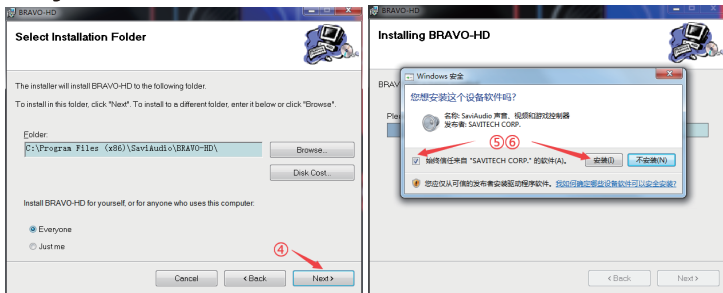 BRAVO-HD
Select Installation Folder
The installer will install BRAVO-HD to the following folder.
To install in this folder, click "Next". To install to a different folder, enter it below or click "Browse".
Folder:
C:\Program Files (x86)\SaviAudio\BRAVO-HD\
Browse...
Disk Cost...
Install BRAVO-HD for yourself, or for anyone who uses this computer:
Everyone
Just me
④
Cancel
< Back
Next >
BRAVO-HD
Installing BRAVO-HD
BRAV
Plea
Windows 安全
您想安装这个设备软件吗?
名称: SaviAudio 声音、视频和游戏控制器
发布者: SAVITECH CORP.
⑤⑥
始终信任来自 "SAVITECH CORP." 的软件(A)。
安装(I)
不安装(N)
您应仅从可信的发布者安装驱动程序软件。我如何确定哪些设备软件可以安全安装?
< Back
Next >